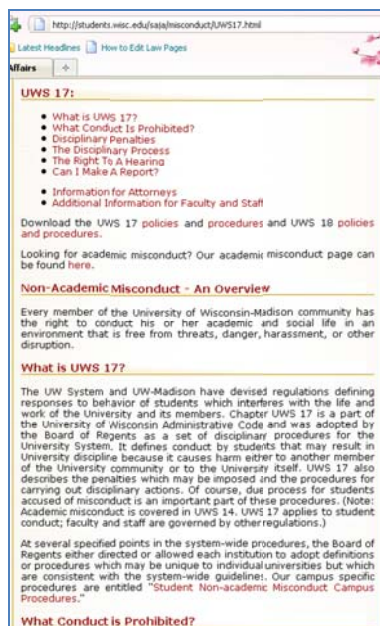 http://students.wisc.edu/saja/misconduct/UWS17.html
Latest Headlines How to Edit Law Pages
Affairs
UWS 17:
What is UWS 17?
What Conduct Is Prohibited?
Disciplinary Penalties
The Disciplinary Process
The Right To A Hearing
Can I Make A Report?
Information for Attorneys
Additional Information for Faculty and Staff
Download the UWS 17 policies and procedures and UWS 18 policies
and procedures.
Looking for academic misconduct? Our academic misconduct page can
be found here.
Non-Academic Misconduct - An Overview
Every member of the University of Wisconsin-Madison community has
the right to conduct his or her academic and social life in an
environment that is free from threats, danger, harassment, or other
disruption.
What is UWS 17?
The UW System and UW-Madison have devised regulations defining
responses to behavior of students which interferes with the life and
work of the University and its members. Chapter UWS 17 is a part of
the University of Wisconsin Administrative Code and was adopted by
the Board of Regents as a set of disciplinary procedures for the
University System. It defines conduct by students that may result in
University discipline because it causes harm either to another member
of the University community or to the University itself. UWS 17 also
describes the penalties which may be imposed and the procedures for
carrying out disciplinary actions. Of course, due process for students
accused of misconduct is an important part of these procedures. (Note:
Academic misconduct is covered in UWS 14. UWS 17 applies to student
conduct; faculty and staff are governed by other regulations.)
At several specified points in the system-wide procedures, the Board of
Regents either directed or allowed each institution to adopt definitions
or procedures which may be unique to individual universities but which
are consistent with the system-wide guidelines. Our campus specific
procedures are entitled "Student Non-academic Misconduct Campus
Procedures."
What Conduct is Prohibited?